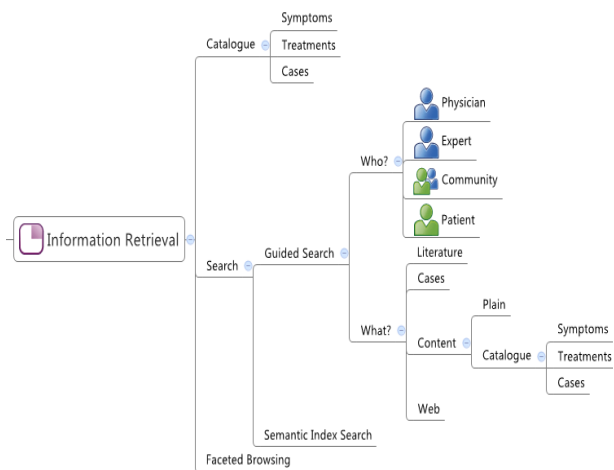 Information Retrieval
Catalogue
Symptoms
Treatments
Cases
Search
Guided Search
Who?
Physician
Expert
Community
Patient
What?
Literature
Cases
Content
Plain
Catalogue
Symptoms
Treatments
Cases
Web
Semantic Index Search
Faceted Browsing